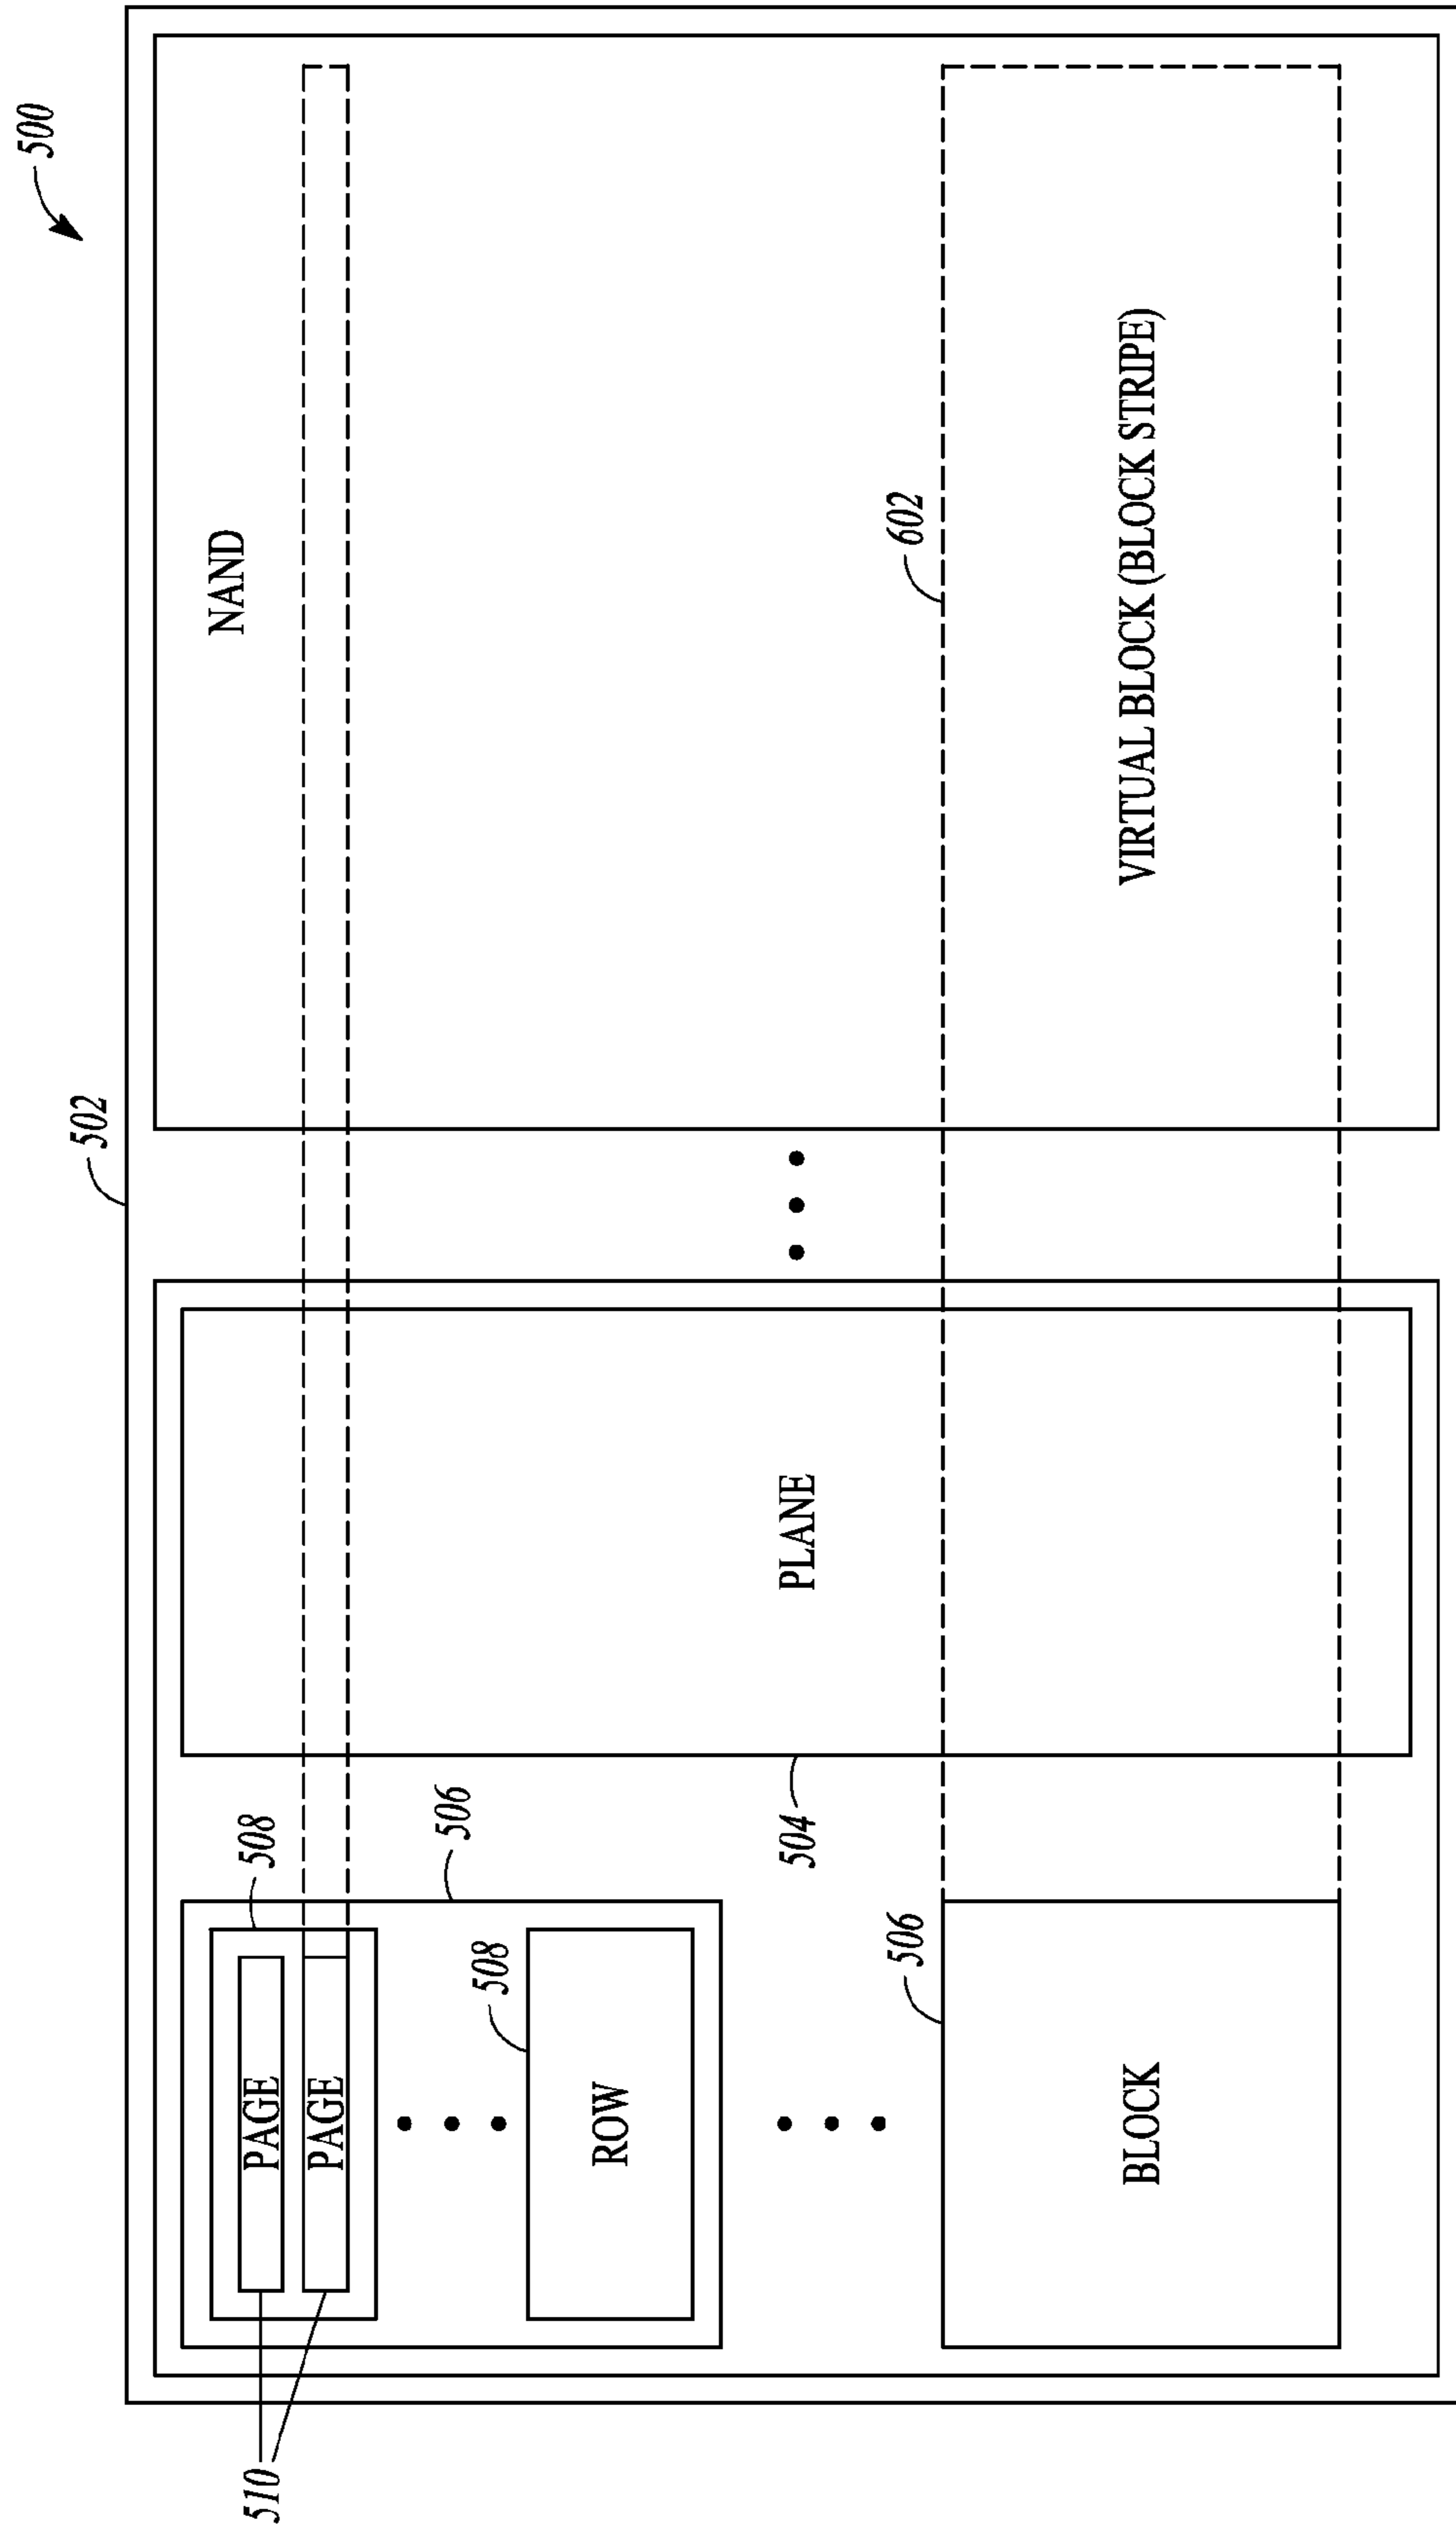 500
502
NAND
508
PAGE
PAGE
510
506
508
ROW
504
PLANE
602
506
BLOCK
VIRTUAL BLOCK (BLOCK STRIPE)